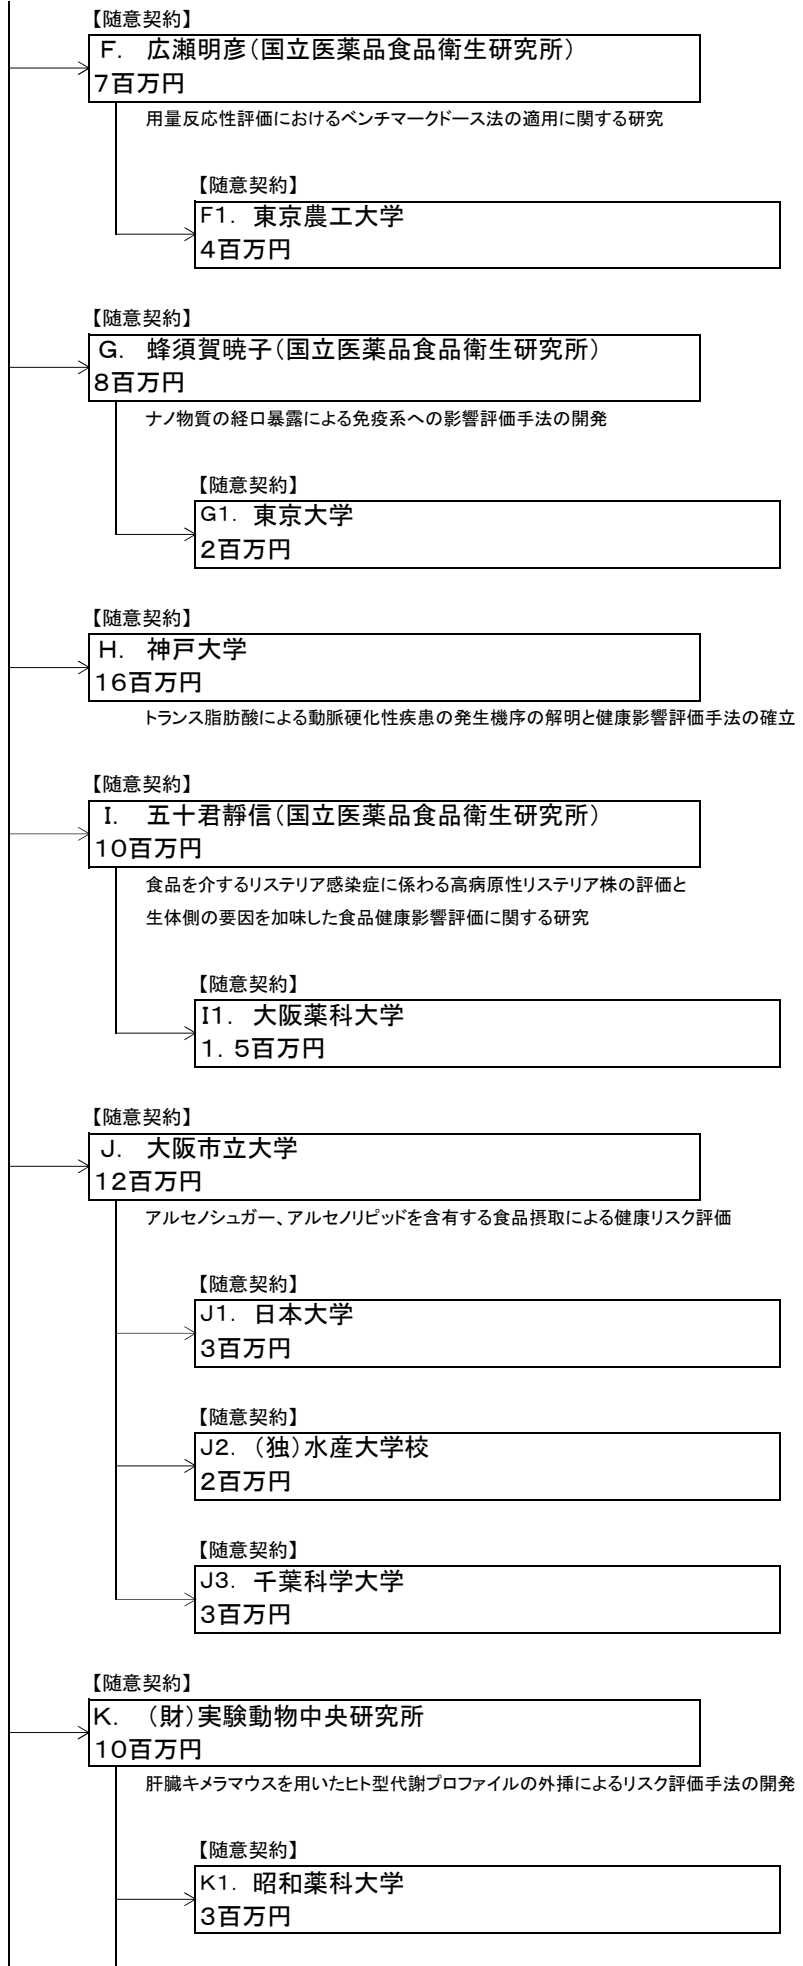 【随意契約】
F. 広瀬明彦(国立医薬品食品衛生研究所)
7百万円
用量反応性評価におけるベンチマークドース法の適用に関する研究
【随意契約】
F1. 東京農工大学
4百万円
【随意契約】
G. 蜂須賀暁子(国立医薬品食品衛生研究所)
8百万円
ナノ物質の経口暴露による免疫系への影響評価手法の開発
【随意契約】
G1. 東京大学
2百万円
【随意契約】
H. 神戸大学
16百万円
トランス脂肪酸による動脈硬化性疾患の発生機序の解明と健康影響評価手法の確立
【随意契約】
I. 五十君靜信(国立医薬品食品衛生研究所)
10百万円
食品を介するリステリア感染症に係わる高病原性リステリア株の評価と
生体側の要因を加味した食品健康影響評価に関する研究
【随意契約】
I1. 大阪薬科大学
1.5百万円
【随意契約】
J. 大阪市立大学
12百万円
アルセノシュガー、アルセノリピッドを含有する食品摂取による健康リスク評価
【随意契約】
J1. 日本大学
3百万円
【随意契約】
J2. (独)水産大学校
2百万円
【随意契約】
J3. 千葉科学大学
3百万円
【随意契約】
K. (財)実験動物中央研究所
10百万円
肝臓キメラマウスを用いたヒト型代謝プロファイルの外挿によるリスク評価手法の開発
【随意契約】
K1. 昭和薬科大学
3百万円